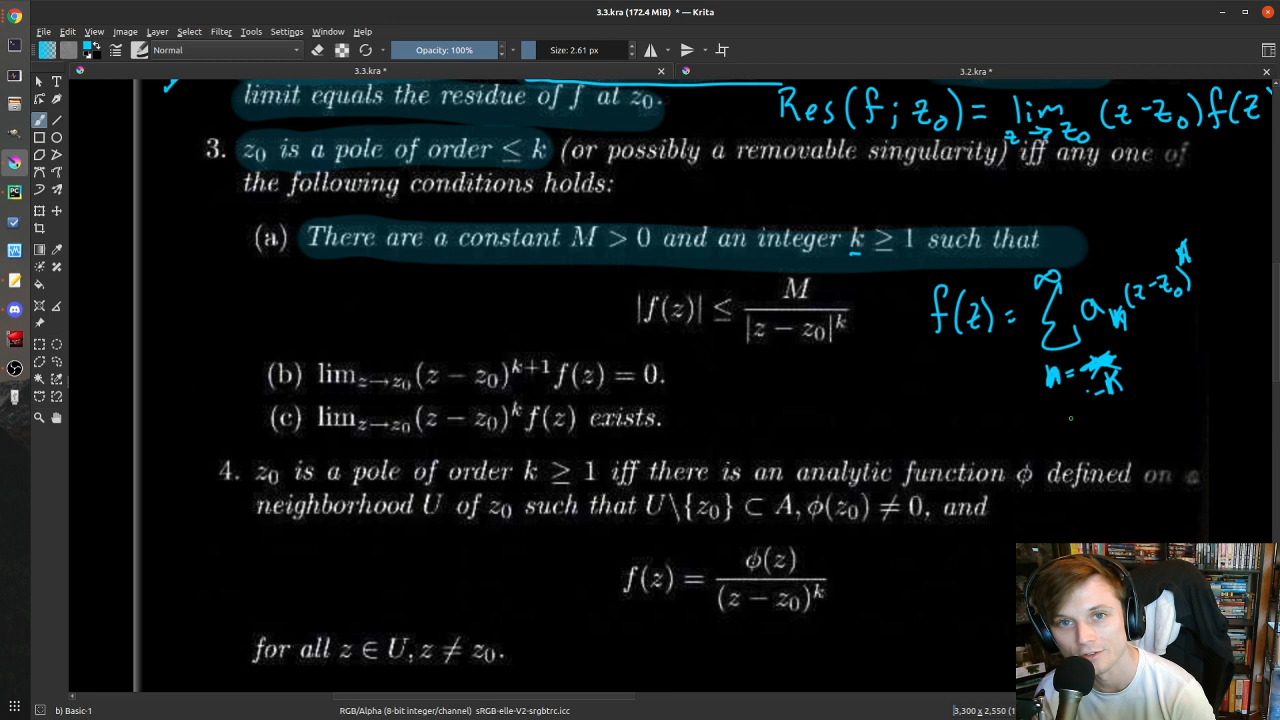 3.3.kra (172.4 MiB) * — Krita
File Edit View Image Layer Select Filter Tools Settings Window Help
Normal Opacity: 100% Size: 2.61 px
3.3.kra * 3.2.kra *
limit equals the residue of f at z₀.
Res(f; z₀) = lim (z-z₀)f(z
z→z₀
3. z₀ is a pole of order ≤ k (or possibly a removable singularity) iff any one of
the following conditions holds:
(a) There are a constant M > 0 and an integer k ≥ 1 such that
|f(z)| ≤ M / |z − z₀|ᵏ
f(z) = ∑ aₙ (z-z₀)ⁿ
∞
n = -k
(b) lim_{z→z₀}(z − z₀)ᵏ⁺¹f(z) = 0.
(c) lim_{z→z₀}(z − z₀)ᵏf(z) exists.
4. z₀ is a pole of order k ≥ 1 iff there is an analytic function ϕ defined on a
neighborhood U of z₀ such that U\{z₀} ⊂ A, ϕ(z₀) ≠ 0, and
f(z) = ϕ(z) / (z − z₀)ᵏ
for all z ∈ U, z ≠ z₀.
b) Basic-1 RGB/Alpha (8-bit integer/channel) sRGB-elle-V2-srgbtrc.icc 3,300 x 2,550